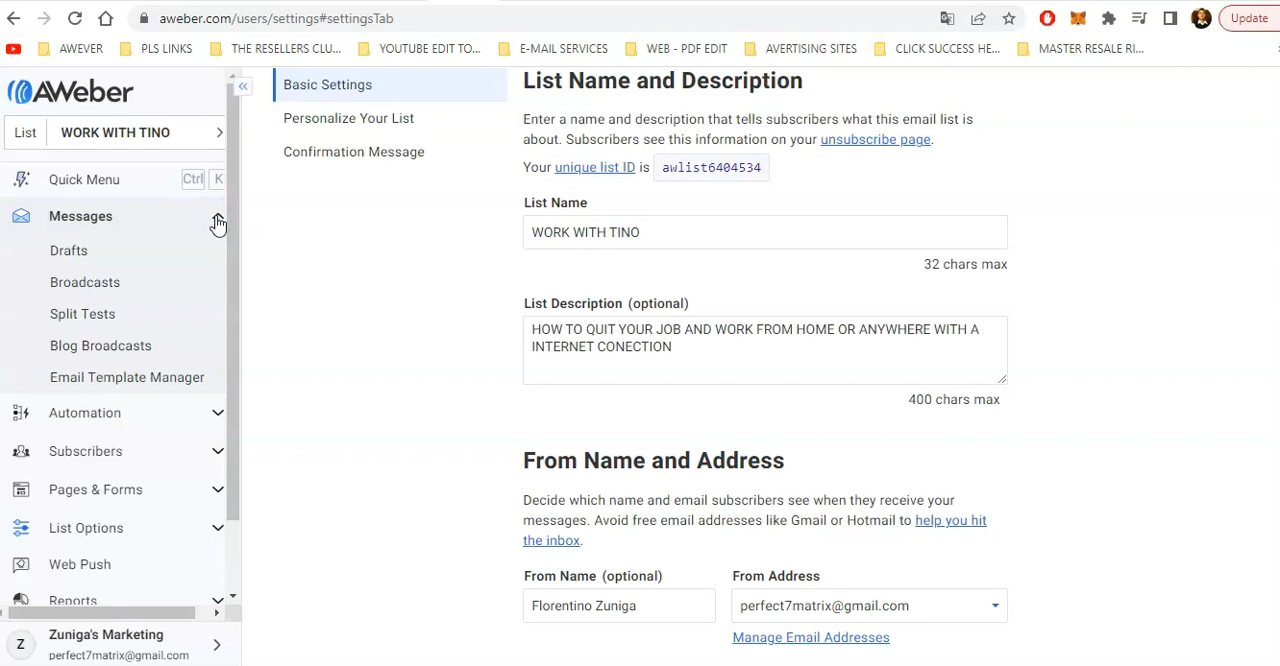 aweber.com/users/settings#settingsTab
Update
AWEVER
PLS LINKS
THE RESELLERS CLU...
YOUTUBE EDIT TO...
E-MAIL SERVICES
WEB - PDF EDIT
AVERTISING SITES
CLICK SUCCESS HE...
MASTER RESALE RI...
AWeber
List WORK WITH TINO
Quick Menu Ctrl K
Messages
Drafts
Broadcasts
Split Tests
Blog Broadcasts
Email Template Manager
Automation
Subscribers
Pages & Forms
List Options
Web Push
Reports
Z
Zuniga's Marketing
perfect7matrix@gmail.com
Basic Settings
Personalize Your List
Confirmation Message
List Name and Description
Enter a name and description that tells subscribers what this email list is
about. Subscribers see this information on your unsubscribe page.
Your unique list ID is awlist6404534
List Name
WORK WITH TINO
32 chars max
List Description (optional)
HOW TO QUIT YOUR JOB AND WORK FROM HOME OR ANYWHERE WITH A
INTERNET CONECTION
400 chars max
From Name and Address
Decide which name and email subscribers see when they receive your
messages. Avoid free email addresses like Gmail or Hotmail to help you hit
the inbox.
From Name (optional)
Florentino Zuniga
From Address
perfect7matrix@gmail.com
Manage Email Addresses